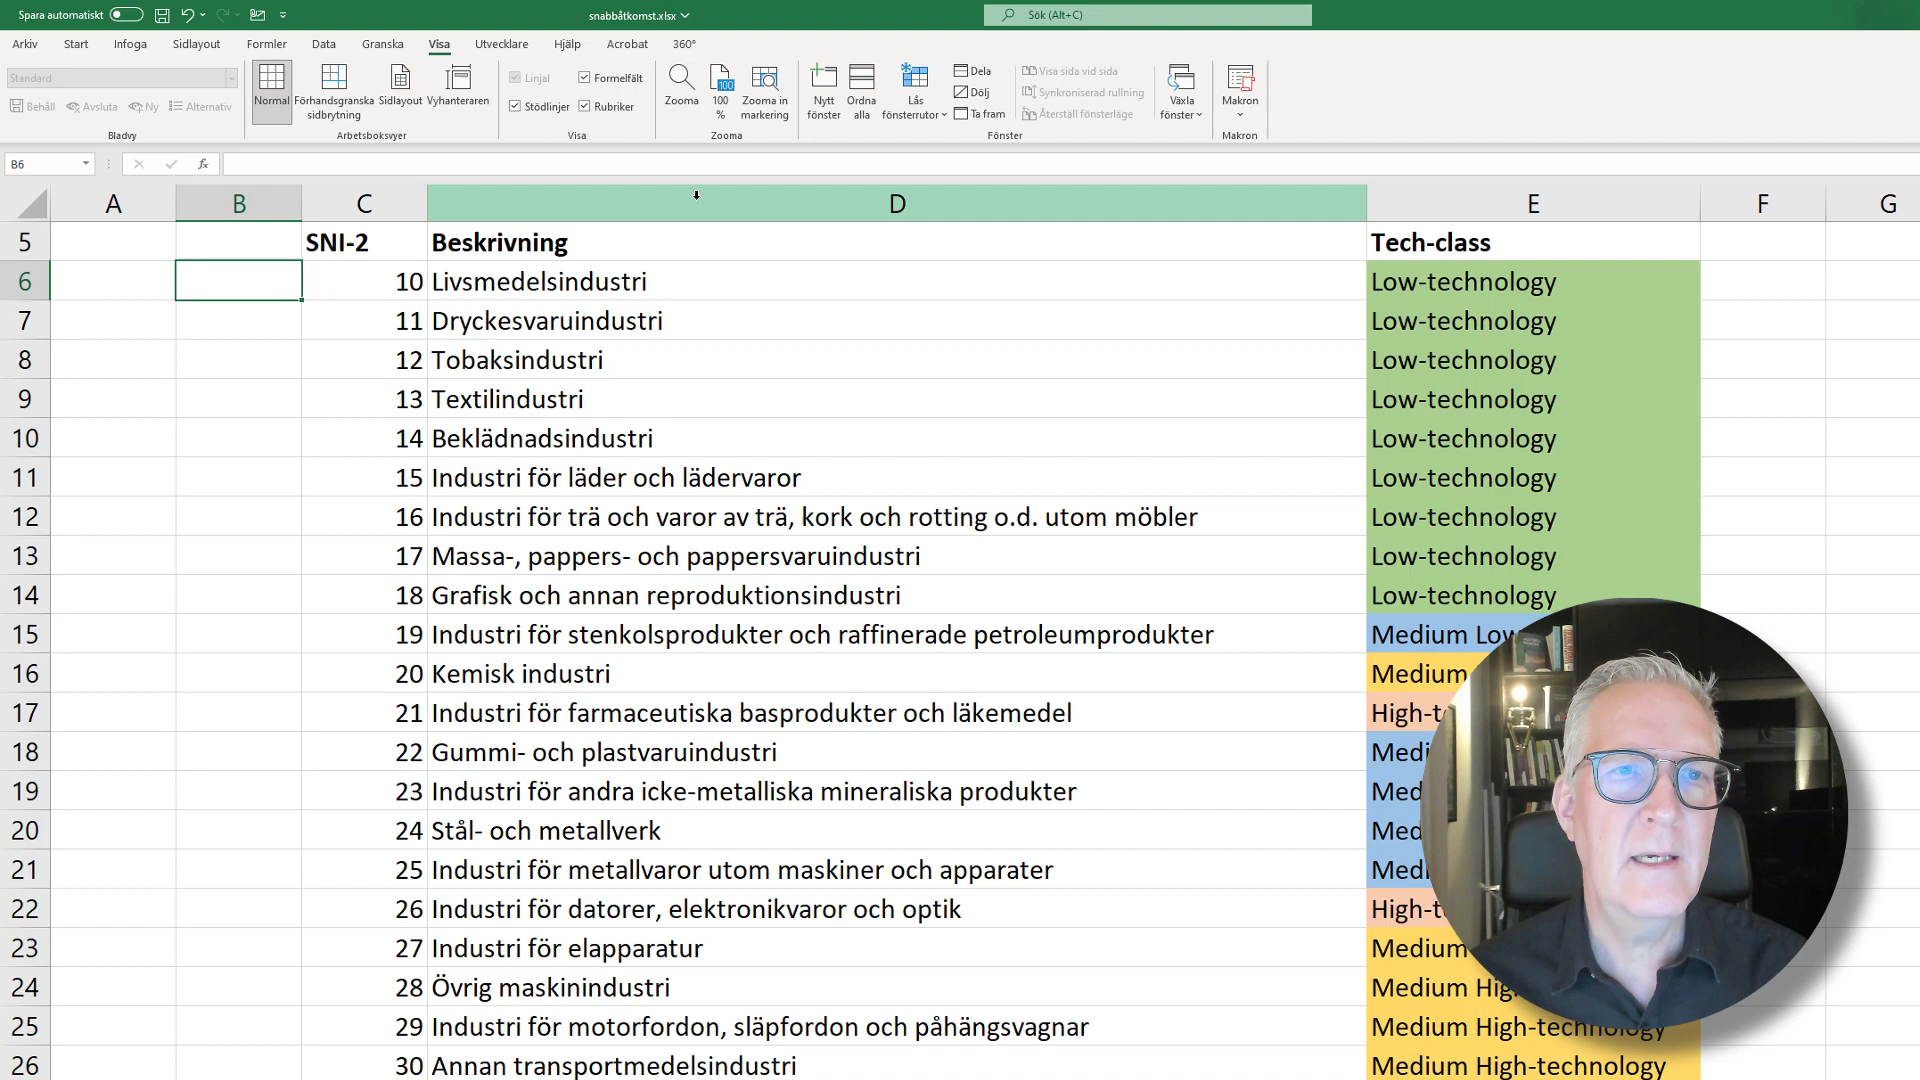 Spara automatiskt
snabbåtkomst.xlsx
Sök (Alt+C)
Arkiv Start Infoga Sidlayout Formler Data Granska Visa Utvecklare Hjälp Acrobat 360°
Standard
Behåll Avsluta Ny Alternativ
Bladvy
Normal
Förhandsgranska sidbrytning
Sidlayout
Vyhanteraren
Arbetsboksvyer
Linjal Formelfält
Stödlinjer Rubriker
Visa
Zooma
100 %
Zooma in markering
Zooma
Nytt fönster
Ordna alla
Lås fönsterrutor
Dela
Dölj
Ta fram
Visa sida vid sida
Synkroniserad rullning
Återställ fönsterläge
Växla fönster
Fönster
Makron
Makron
B6
fx
A B C D E F G
5 SNI-2 Beskrivning Tech-class
6 10 Livsmedelsindustri Low-technology
7 11 Dryckesvaruindustri Low-technology
8 12 Tobaksindustri Low-technology
9 13 Textilindustri Low-technology
10 14 Beklädnadsindustri Low-technology
11 15 Industri för läder och lädervaror Low-technology
12 16 Industri för trä och varor av trä, kork och rotting o.d. utom möbler Low-technology
13 17 Massa-, pappers- och pappersvaruindustri Low-technology
14 18 Grafisk och annan reproduktionsindustri Low-technology
15 19 Industri för stenkolsprodukter och raffinerade petroleumprodukter Medium Low
16 20 Kemisk industri Medium
17 21 Industri för farmaceutiska basprodukter och läkemedel High-t
18 22 Gummi- och plastvaruindustri Medi
19 23 Industri för andra icke-metalliska mineraliska produkter Med
20 24 Stål- och metallverk Med
21 25 Industri för metallvaror utom maskiner och apparater Medi
22 26 Industri för datorer, elektronikvaror och optik High-t
23 27 Industri för elapparatur Medium
24 28 Övrig maskinindustri Medium Hig
25 29 Industri för motorfordon, släpfordon och påhängsvagnar Medium High-technology
26 30 Annan transportmedelsindustri Medium High-technology